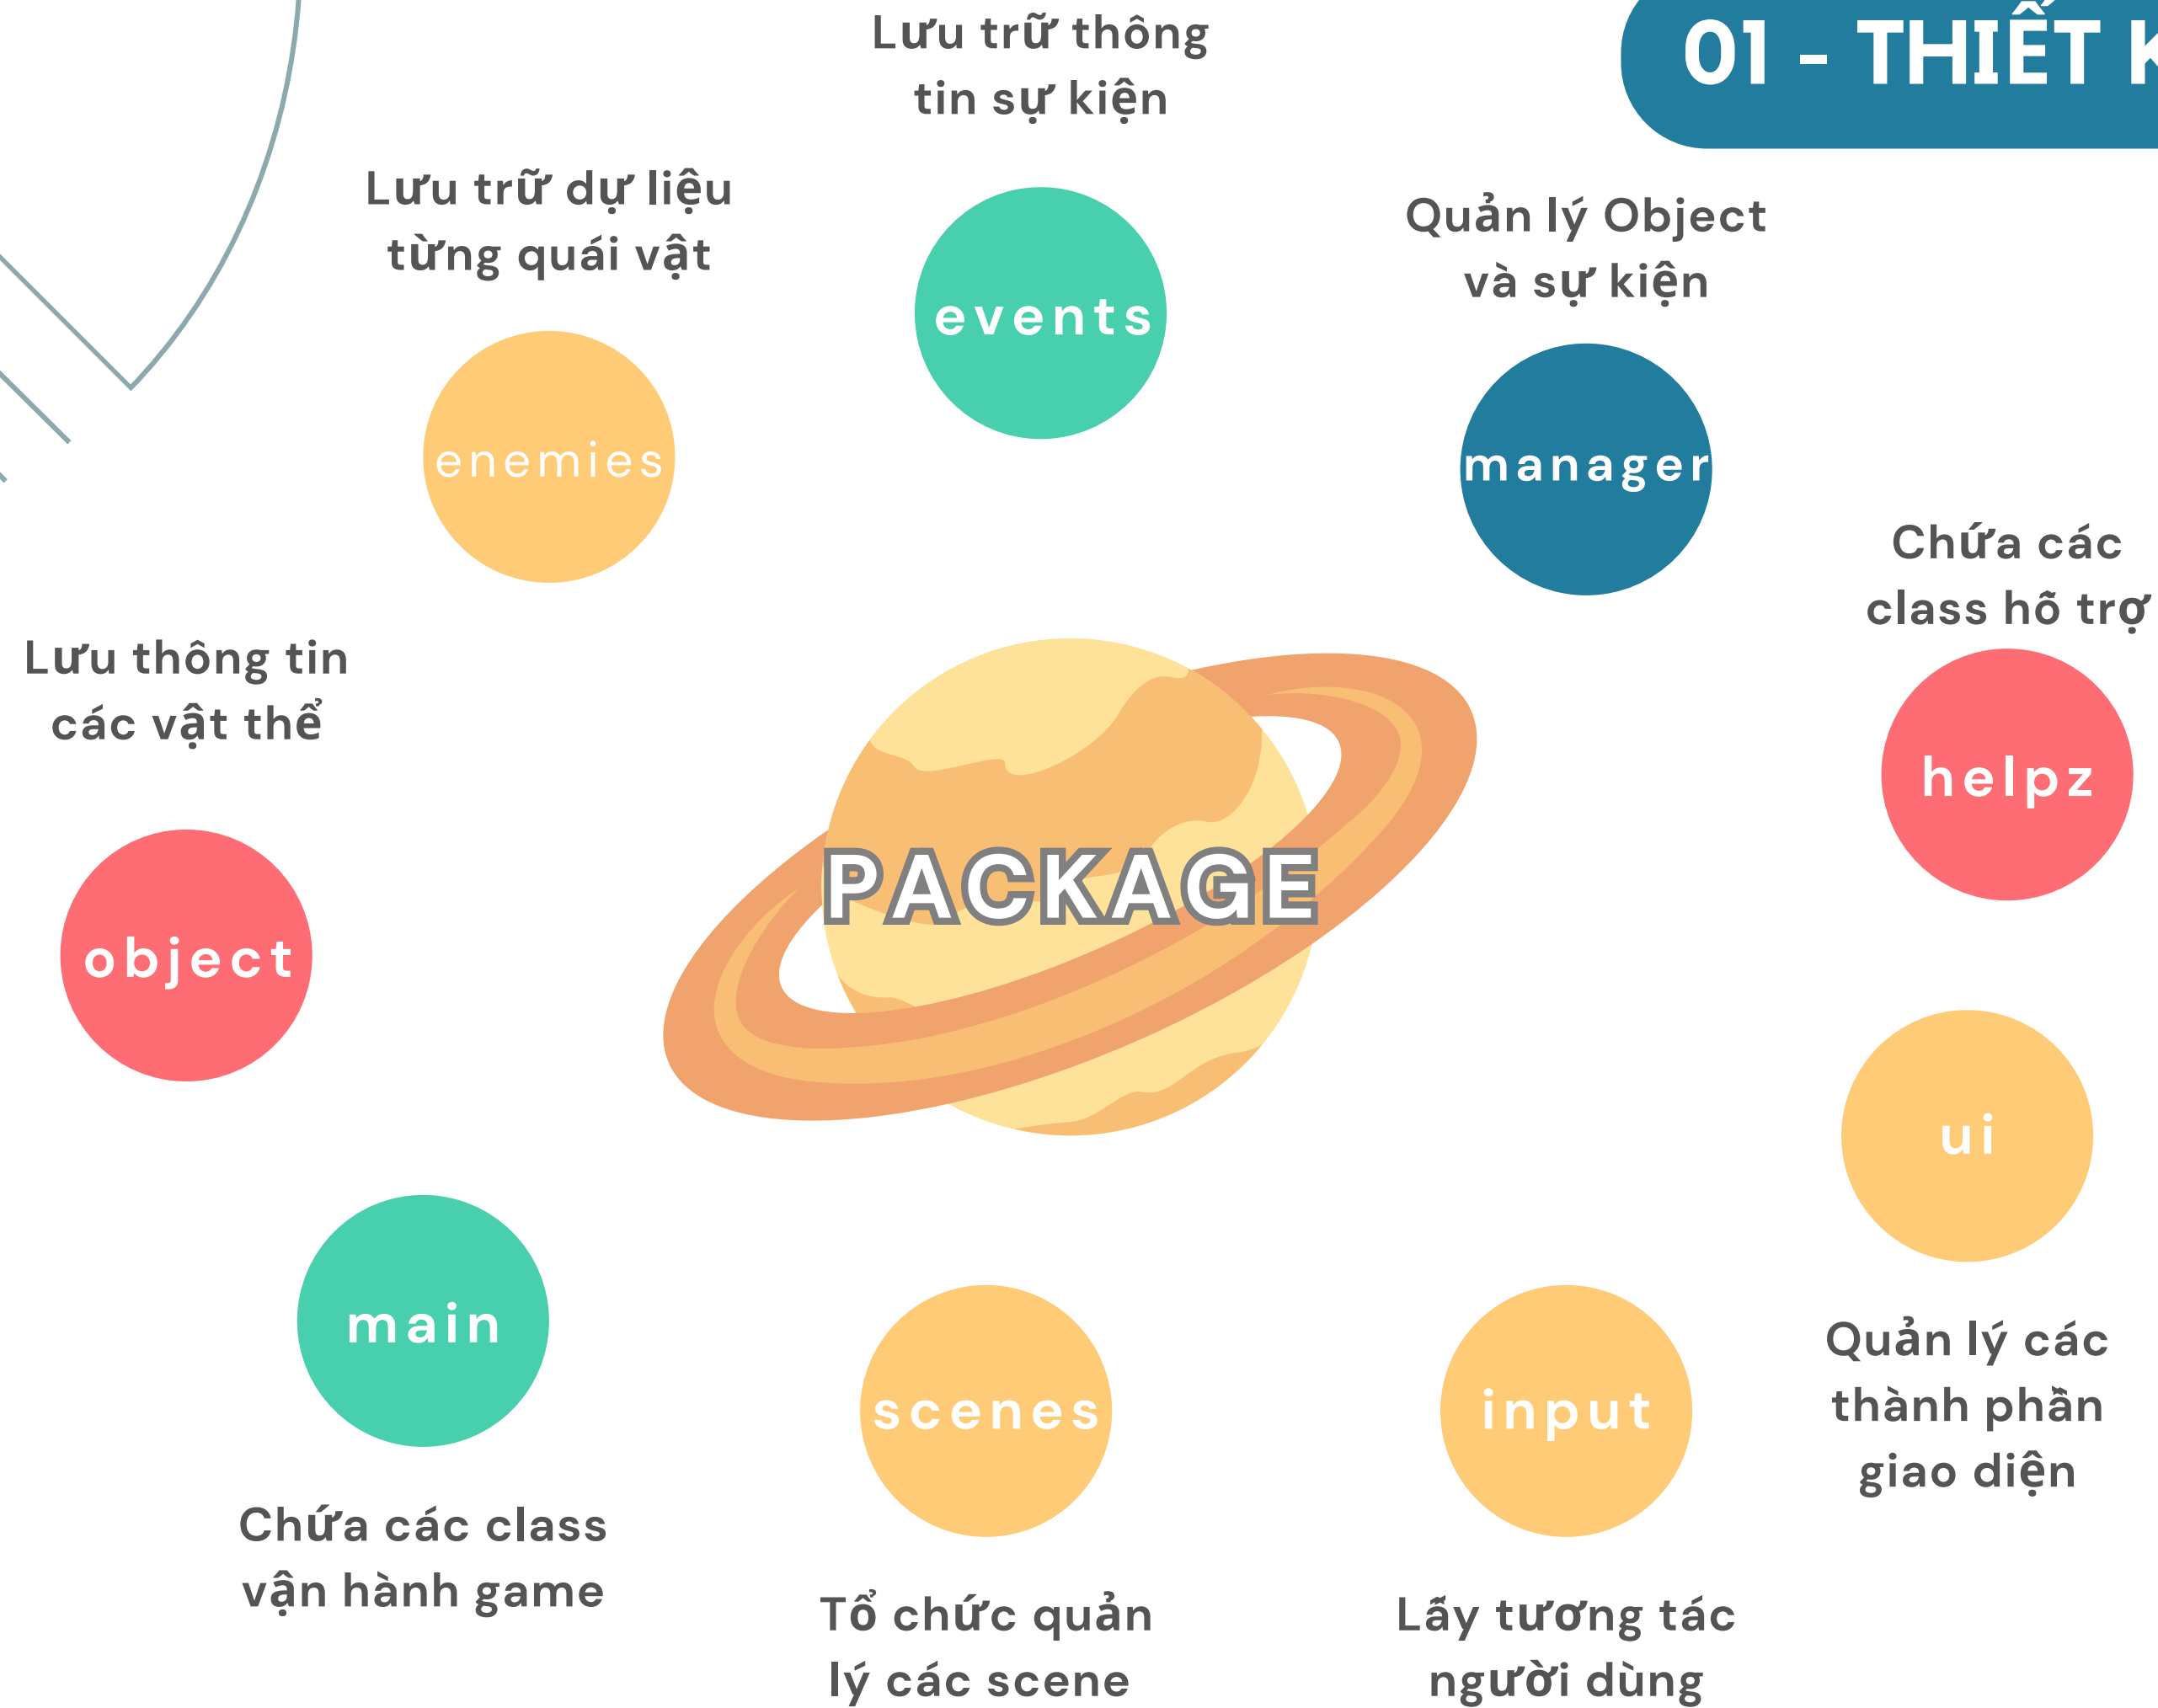 Lưu trữ thông
tin sự kiện
01 - THIẾT
Lưu trữ dự liêụ
từng quái vật
events
Quản lý Object
và sự kiện
enemies
manager
Chứa các
class hỗ trợ
helpz
Lưu thông tin
các vật thể
object
PACKAGE
ui
Quản lý các
thành phần
giao diện
main
Chứa các class
vận hành game
scenes
Tổ chức quản
lý các scene
input
Lấy tương tác
người dùng